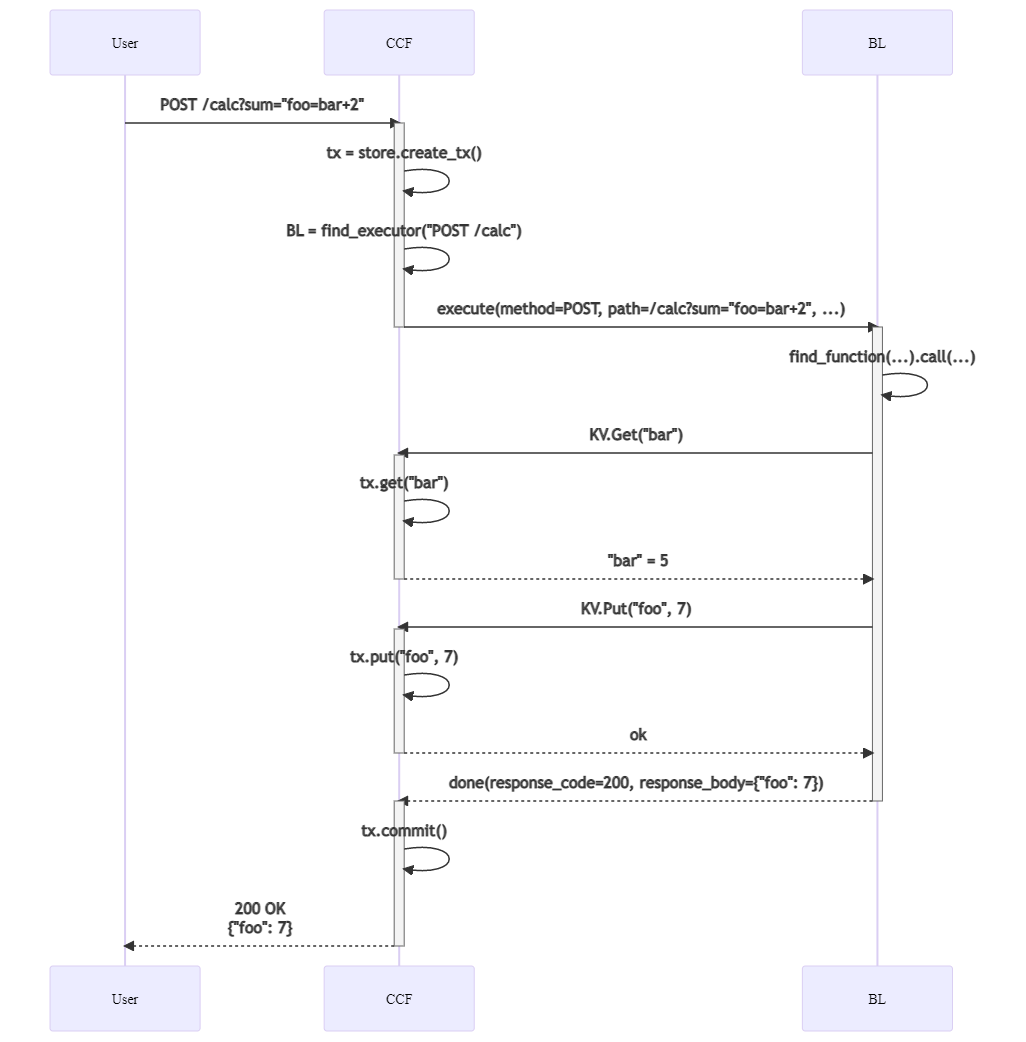 User
CCF
BL
POST /calc?sum="foo=bar+2"
tx = store.create_tx()
BL = find_executor("POST /calc")
execute(method=POST, path=/calc?sum="foo=bar+2", ...)
find_function(...).call(...)
KV.Get("bar")
tx.get("bar")
"bar" = 5
KV.Put("foo", 7)
tx.put("foo", 7)
ok
done(response_code=200, response_body={"foo": 7})
tx.commit()
200 OK
{"foo": 7}
User
CCF
BL